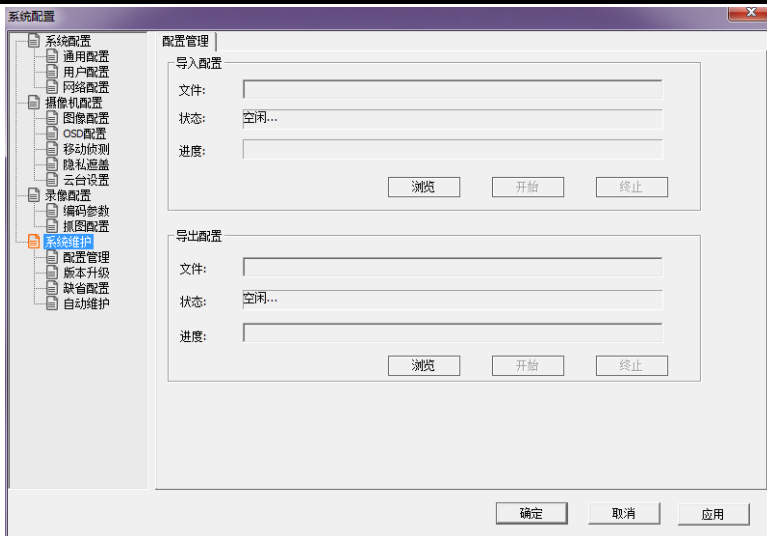 系统配置
系统配置
通用配置
用户配置
网络配置
摄像机配置
图像配置
OSD配置
移动侦测
隐私遮盖
云台设置
录像配置
编码参数
抓图配置
系统维护
配置管理
版本升级
缺省配置
自动维护
配置管理
导入配置
文件:
状态: 空闲...
进度:
浏览 开始 终止
导出配置
文件:
状态: 空闲...
进度:
浏览 开始 终止
确定 取消 应用